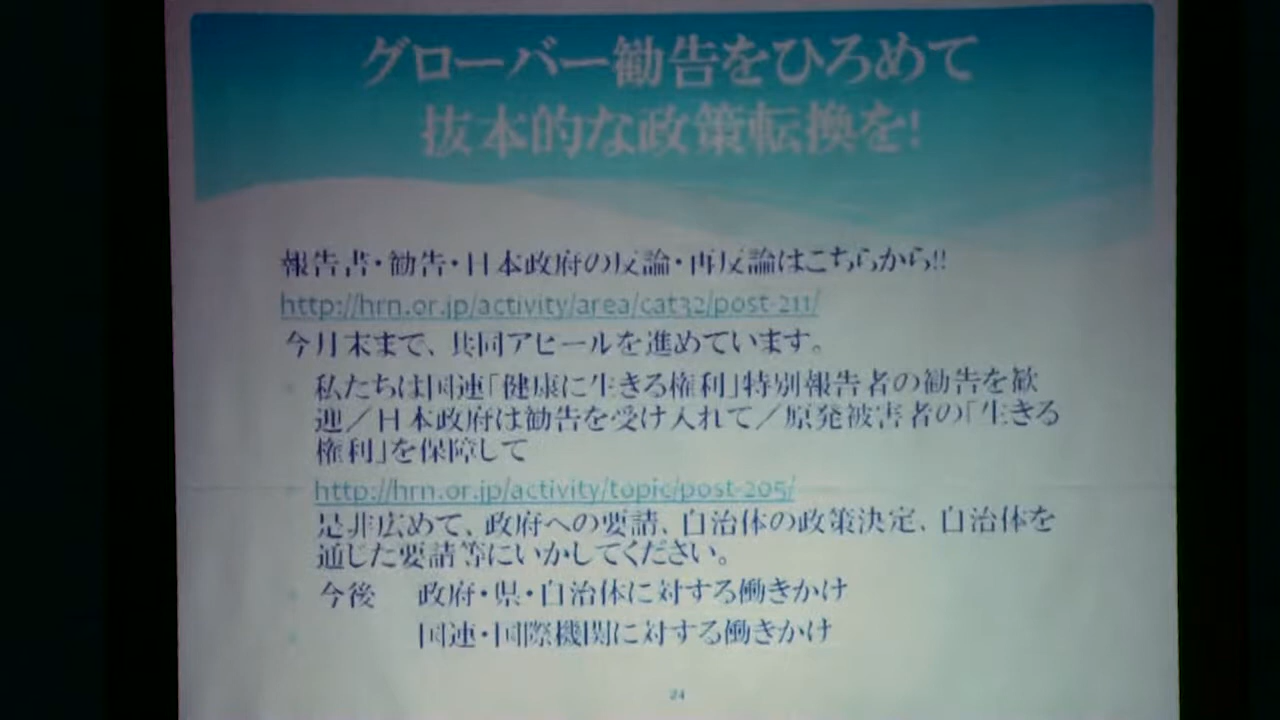 グローバー勧告をひろめて
抜本的な政策転換を!
報告書・勧告・日本政府の反論・再反論はこちらから!!
http://hrn.or.jp/activity/area/cat32/post-211/
今月末まで、共同アピールを進めています。
私たちは国連「健康に生きる権利」特別報告者の勧告を歓
迎／日本政府は勧告を受け入れて／原発被害者の「生きる
権利」を保障して
http://hrn.or.jp/activity/topic/post-205/
是非広めて、政府への要請、自治体の政策決定、自治体を
通じた要請等にいかしてください。
今後　政府・県・自治体に対する働きかけ
国連・国際機関に対する働きかけ
24